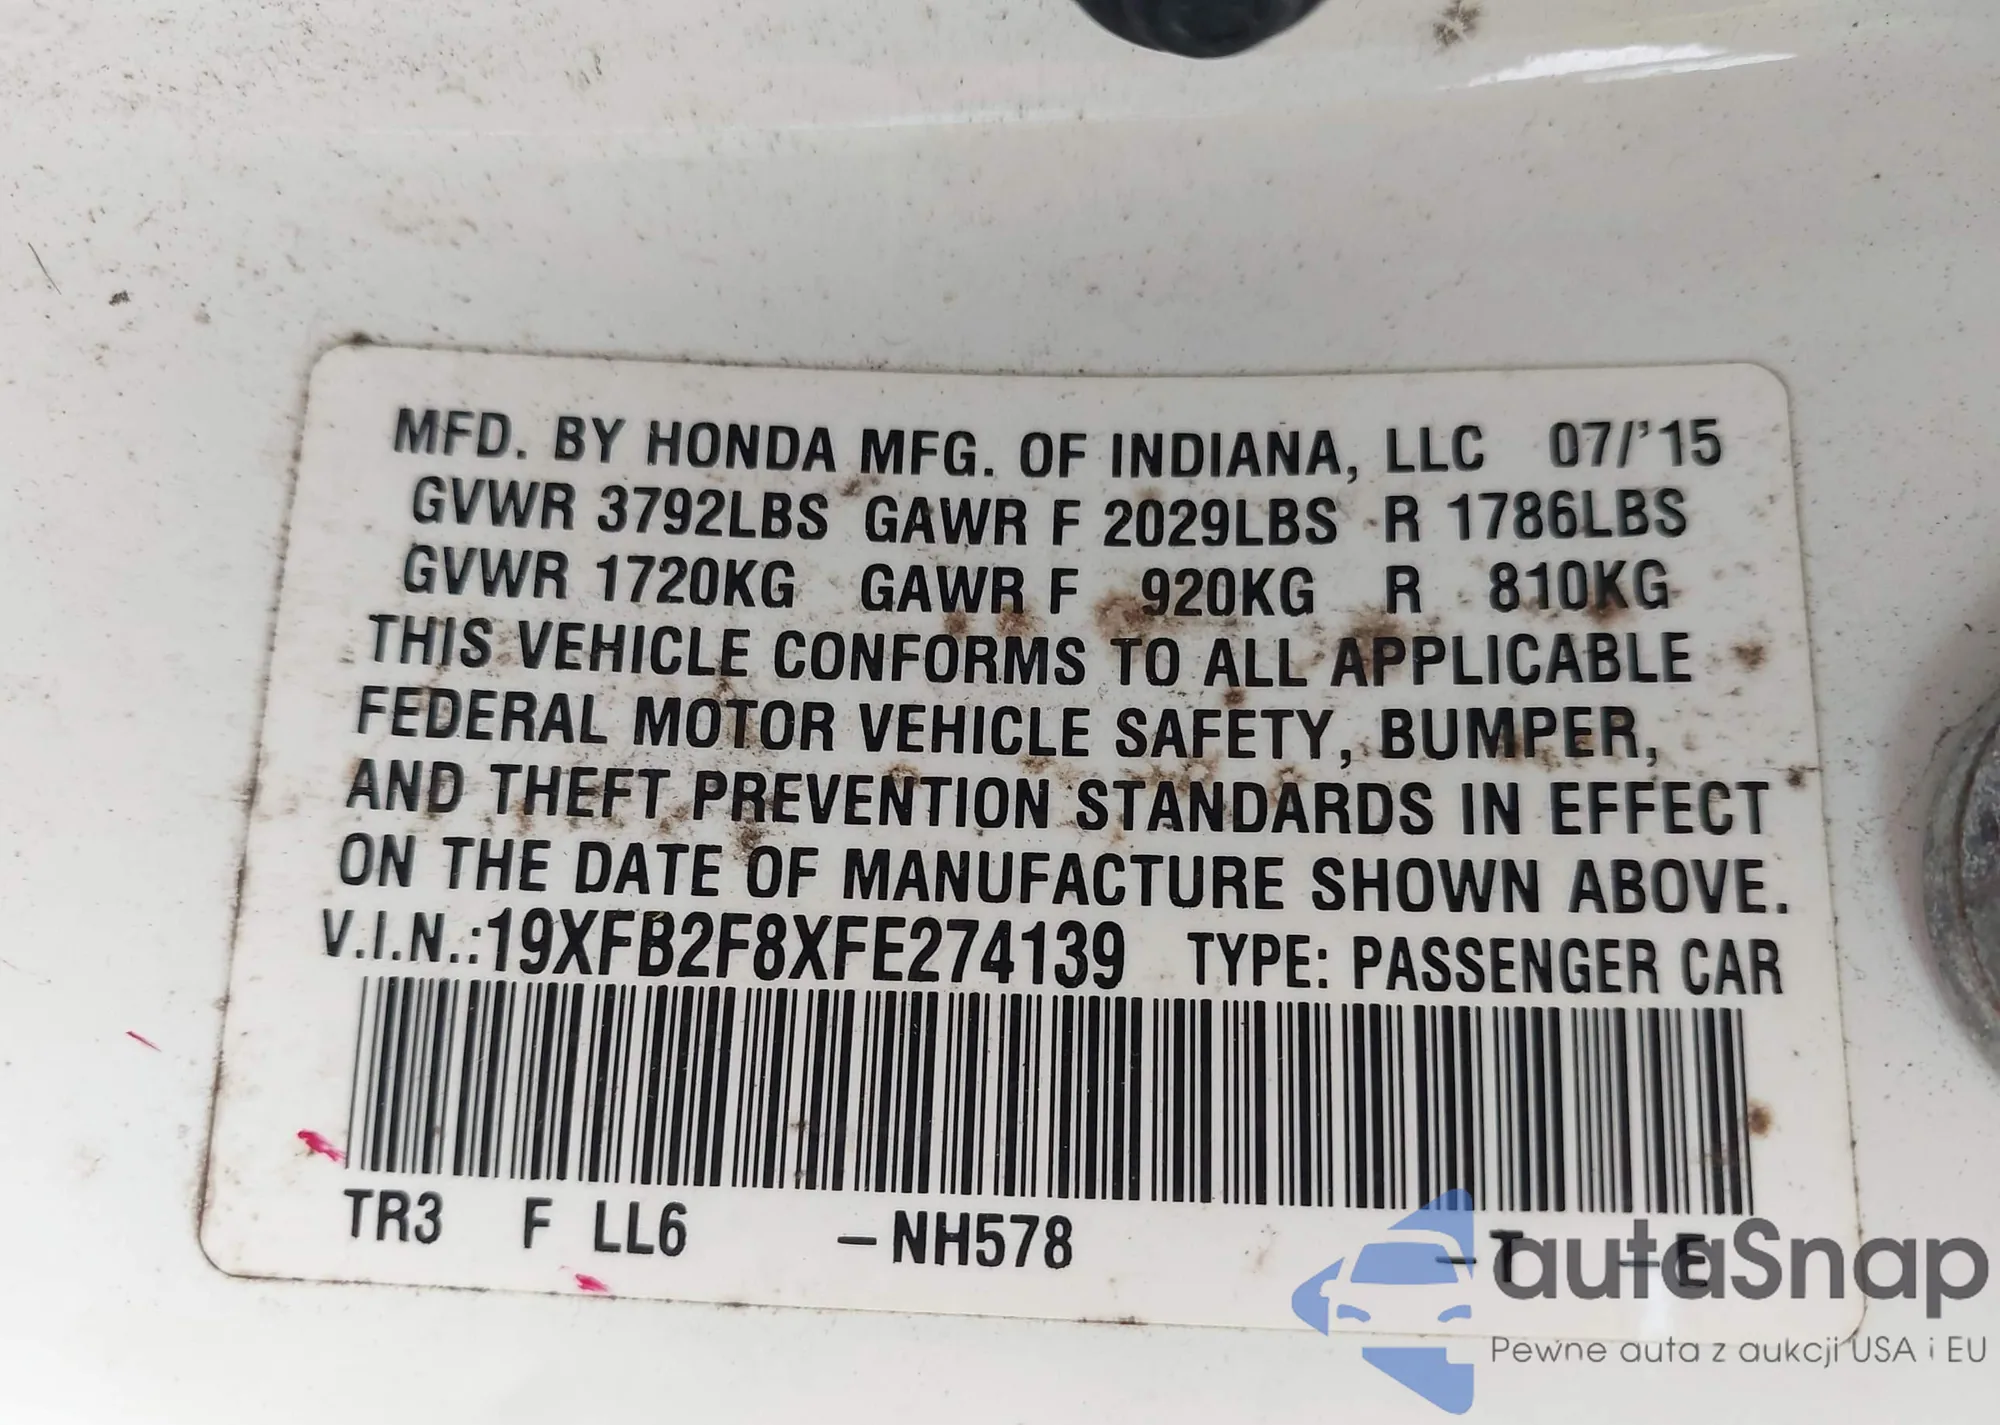 MFD. BY HONDA MFG. OF INDIANA, LLC 07/'15
GVWR 3792LBS GAWR F 2029LBS R 1786LBS
GVWR 1720KG GAWR F 920KG R 810KG
THIS VEHICLE CONFORMS TO ALL APPLICABLE
FEDERAL MOTOR VEHICLE SAFETY, BUMPER,
AND THEFT PREVENTION STANDARDS IN EFFECT
ON THE DATE OF MANUFACTURE SHOWN ABOVE.
V.I.N.:19XFB2F8XFE274139 TYPE: PASSENGER CAR
TR3 F LL6 –NH578 –T –E
autaSnap
Pewne auta z aukcji USA i EU